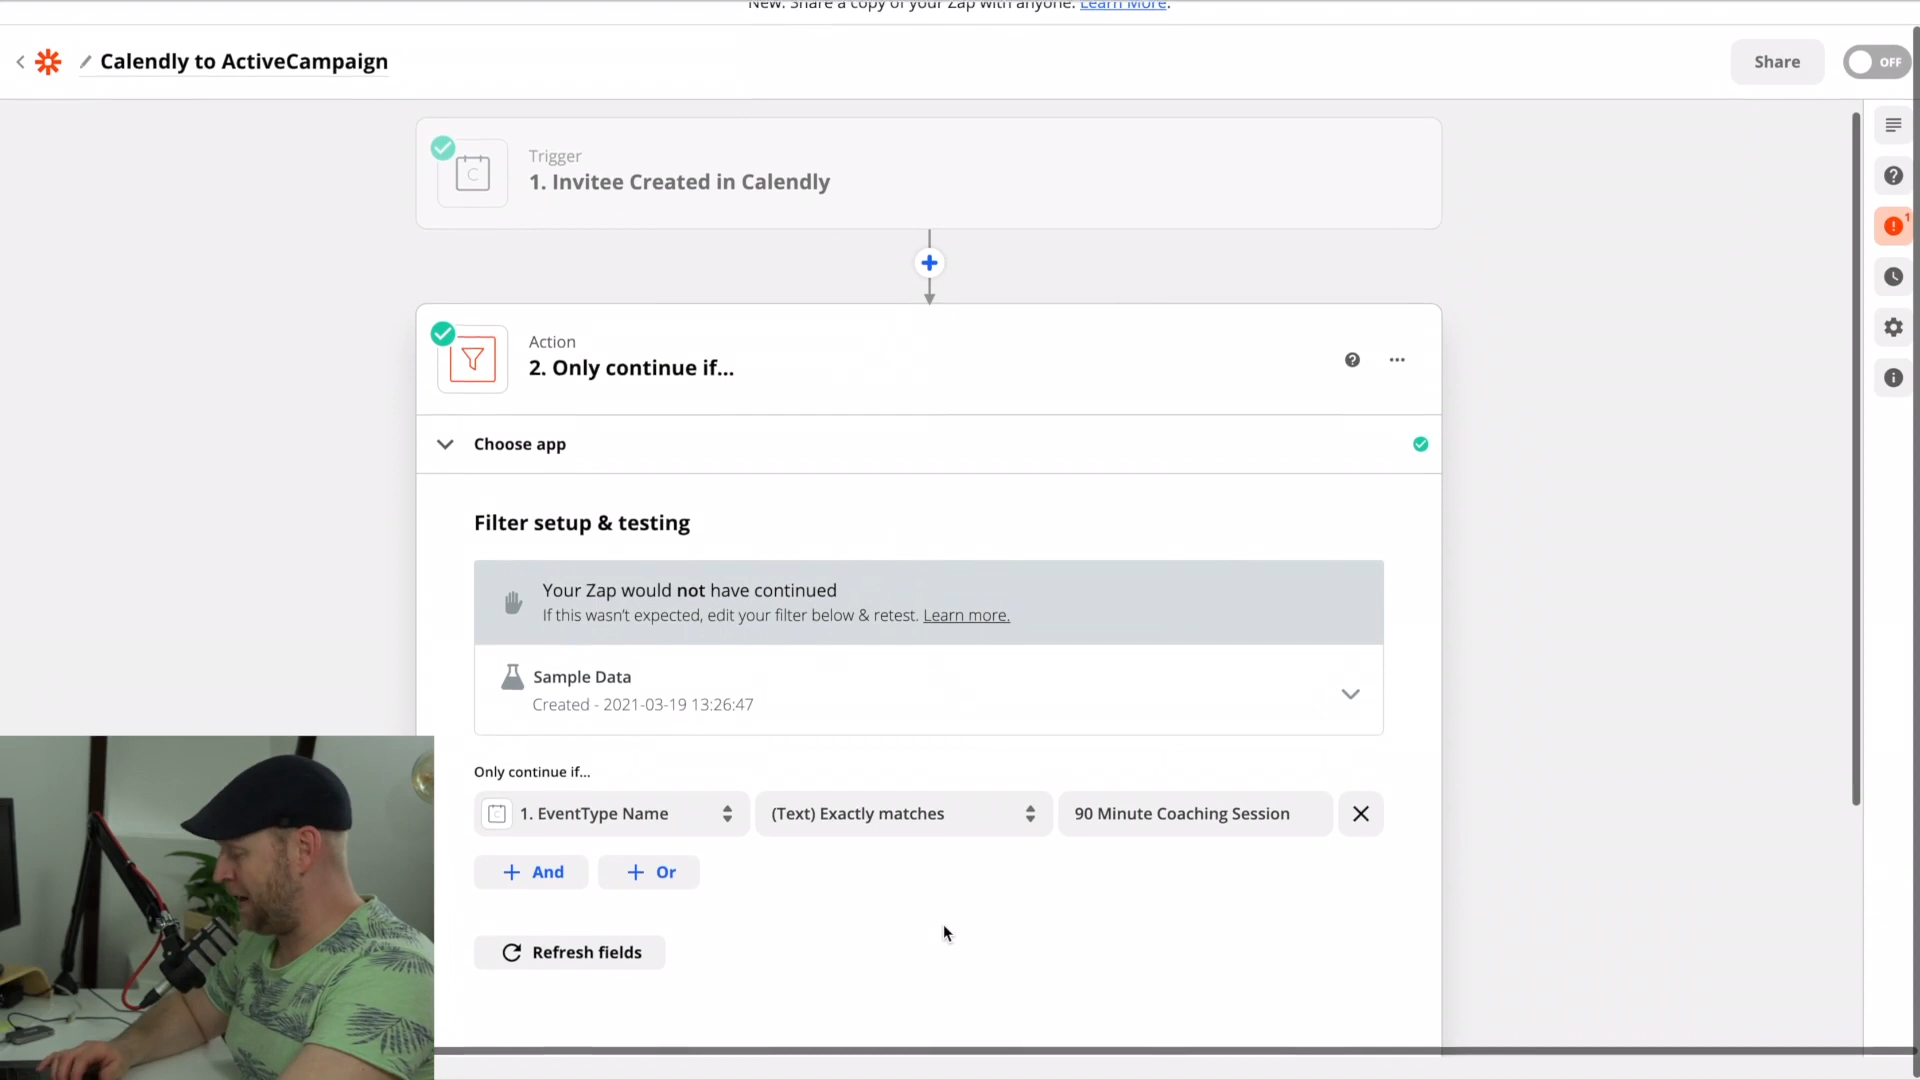 New: Share a copy of your Zap with anyone. Learn More.
Calendly to ActiveCampaign
Share
OFF
Trigger
1. Invitee Created in Calendly
1
Action
2. Only continue if...
Choose app
Filter setup & testing
Your Zap would not have continued
If this wasn't expected, edit your filter below & retest. Learn more.
Sample Data
Created - 2021-03-19 13:26:47
Only continue if...
1. EventType Name
(Text) Exactly matches
90 Minute Coaching Session
And
Or
Refresh fields